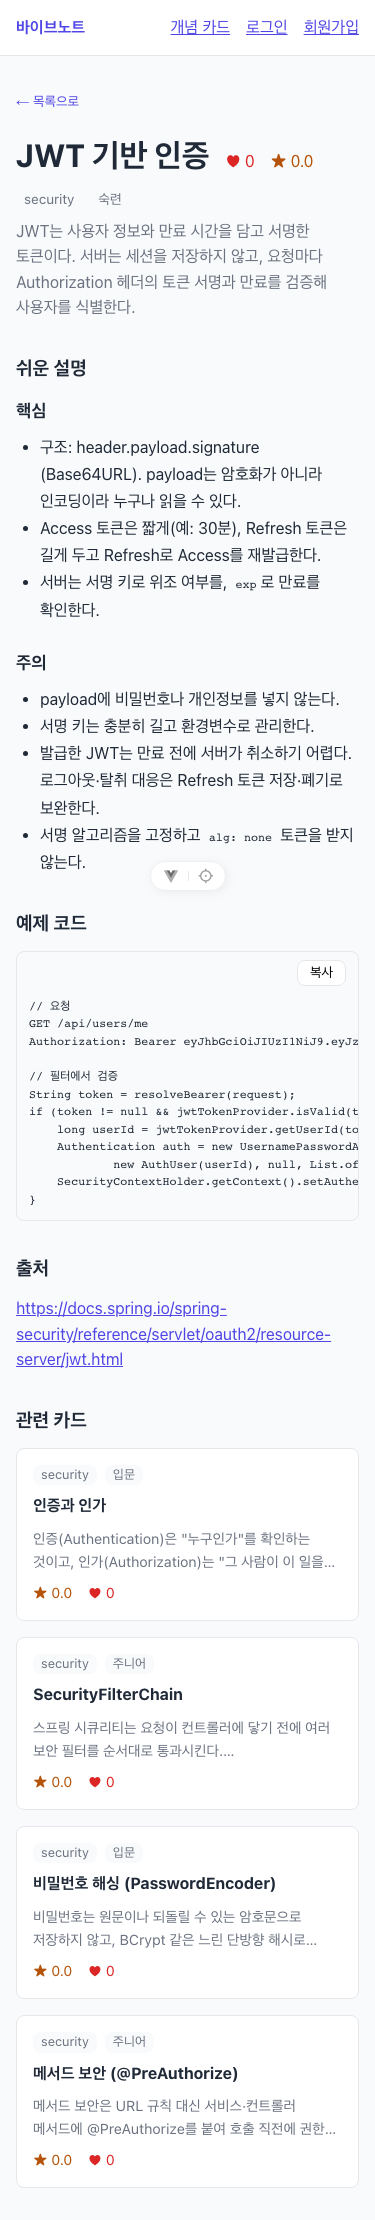 바이브노트 개념 카드 로그인 회원가입
← 목록으로
JWT 기반 인증 ♥ 0 ★ 0.0
security 숙련
JWT는 사용자 정보와 만료 시간을 담고 서명한
토큰이다. 서버는 세션을 저장하지 않고, 요청마다
Authorization 헤더의 토큰 서명과 만료를 검증해
사용자를 식별한다.
쉬운 설명
핵심
• 구조: header.payload.signature
(Base64URL). payload는 암호화가 아니라
인코딩이라 누구나 읽을 수 있다.
• Access 토큰은 짧게(예: 30분), Refresh 토큰은
길게 두고 Refresh로 Access를 재발급한다.
• 서버는 서명 키로 위조 여부를, exp 로 만료를
확인한다.
주의
• payload에 비밀번호나 개인정보를 넣지 않는다.
• 서명 키는 충분히 길고 환경변수로 관리한다.
• 발급한 JWT는 만료 전에 서버가 취소하기 어렵다.
로그아웃·탈취 대응은 Refresh 토큰 저장·폐기로
보완한다.
• 서명 알고리즘을 고정하고 alg: none 토큰을 받지
않는다.
예제 코드
복사
// 요청
GET /api/users/me
Authorization: Bearer eyJhbGciOiJIUzI1NiJ9.eyJz
// 필터에서 검증
String token = resolveBearer(request);
if (token != null && jwtTokenProvider.isValid(t
long userId = jwtTokenProvider.getUserId(to
Authentication auth = new UsernamePasswordA
new AuthUser(userId), null, List.of
SecurityContextHolder.getContext().setAuthe
}
출처
https://docs.spring.io/spring-
security/reference/servlet/oauth2/resource-
server/jwt.html
관련 카드
security 입문
인증과 인가
인증(Authentication)은 "누구인가"를 확인하는
것이고, 인가(Authorization)는 "그 사람이 이 일을...
★ 0.0 ♥ 0
security 주니어
SecurityFilterChain
스프링 시큐리티는 요청이 컨트롤러에 닿기 전에 여러
보안 필터를 순서대로 통과시킨다....
★ 0.0 ♥ 0
security 입문
비밀번호 해싱 (PasswordEncoder)
비밀번호는 원문이나 되돌릴 수 있는 암호문으로
저장하지 않고, BCrypt 같은 느린 단방향 해시로...
★ 0.0 ♥ 0
security 주니어
메서드 보안 (@PreAuthorize)
메서드 보안은 URL 규칙 대신 서비스·컨트롤러
메서드에 @PreAuthorize를 붙여 호출 직전에 권한...
★ 0.0 ♥ 0